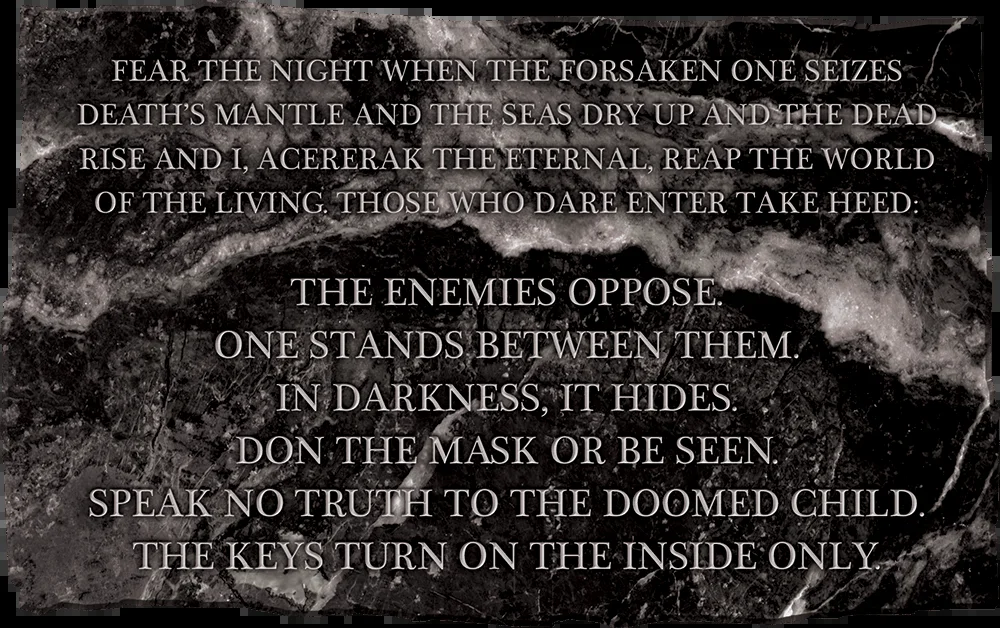 FEAR THE NIGHT WHEN THE FORSAKEN ONE SEIZES
DEATH'S MANTLE AND THE SEAS DRY UP AND THE DEAD
RISE AND I, ACERERAK THE ETERNAL, REAP THE WORLD
OF THE LIVING. THOSE WHO DARE ENTER TAKE HEED:
THE ENEMIES OPPOSE.
ONE STANDS BETWEEN THEM.
IN DARKNESS, IT HIDES.
DON THE MASK OR BE SEEN.
SPEAK NO TRUTH TO THE DOOMED CHILD.
THE KEYS TURN ON THE INSIDE ONLY.